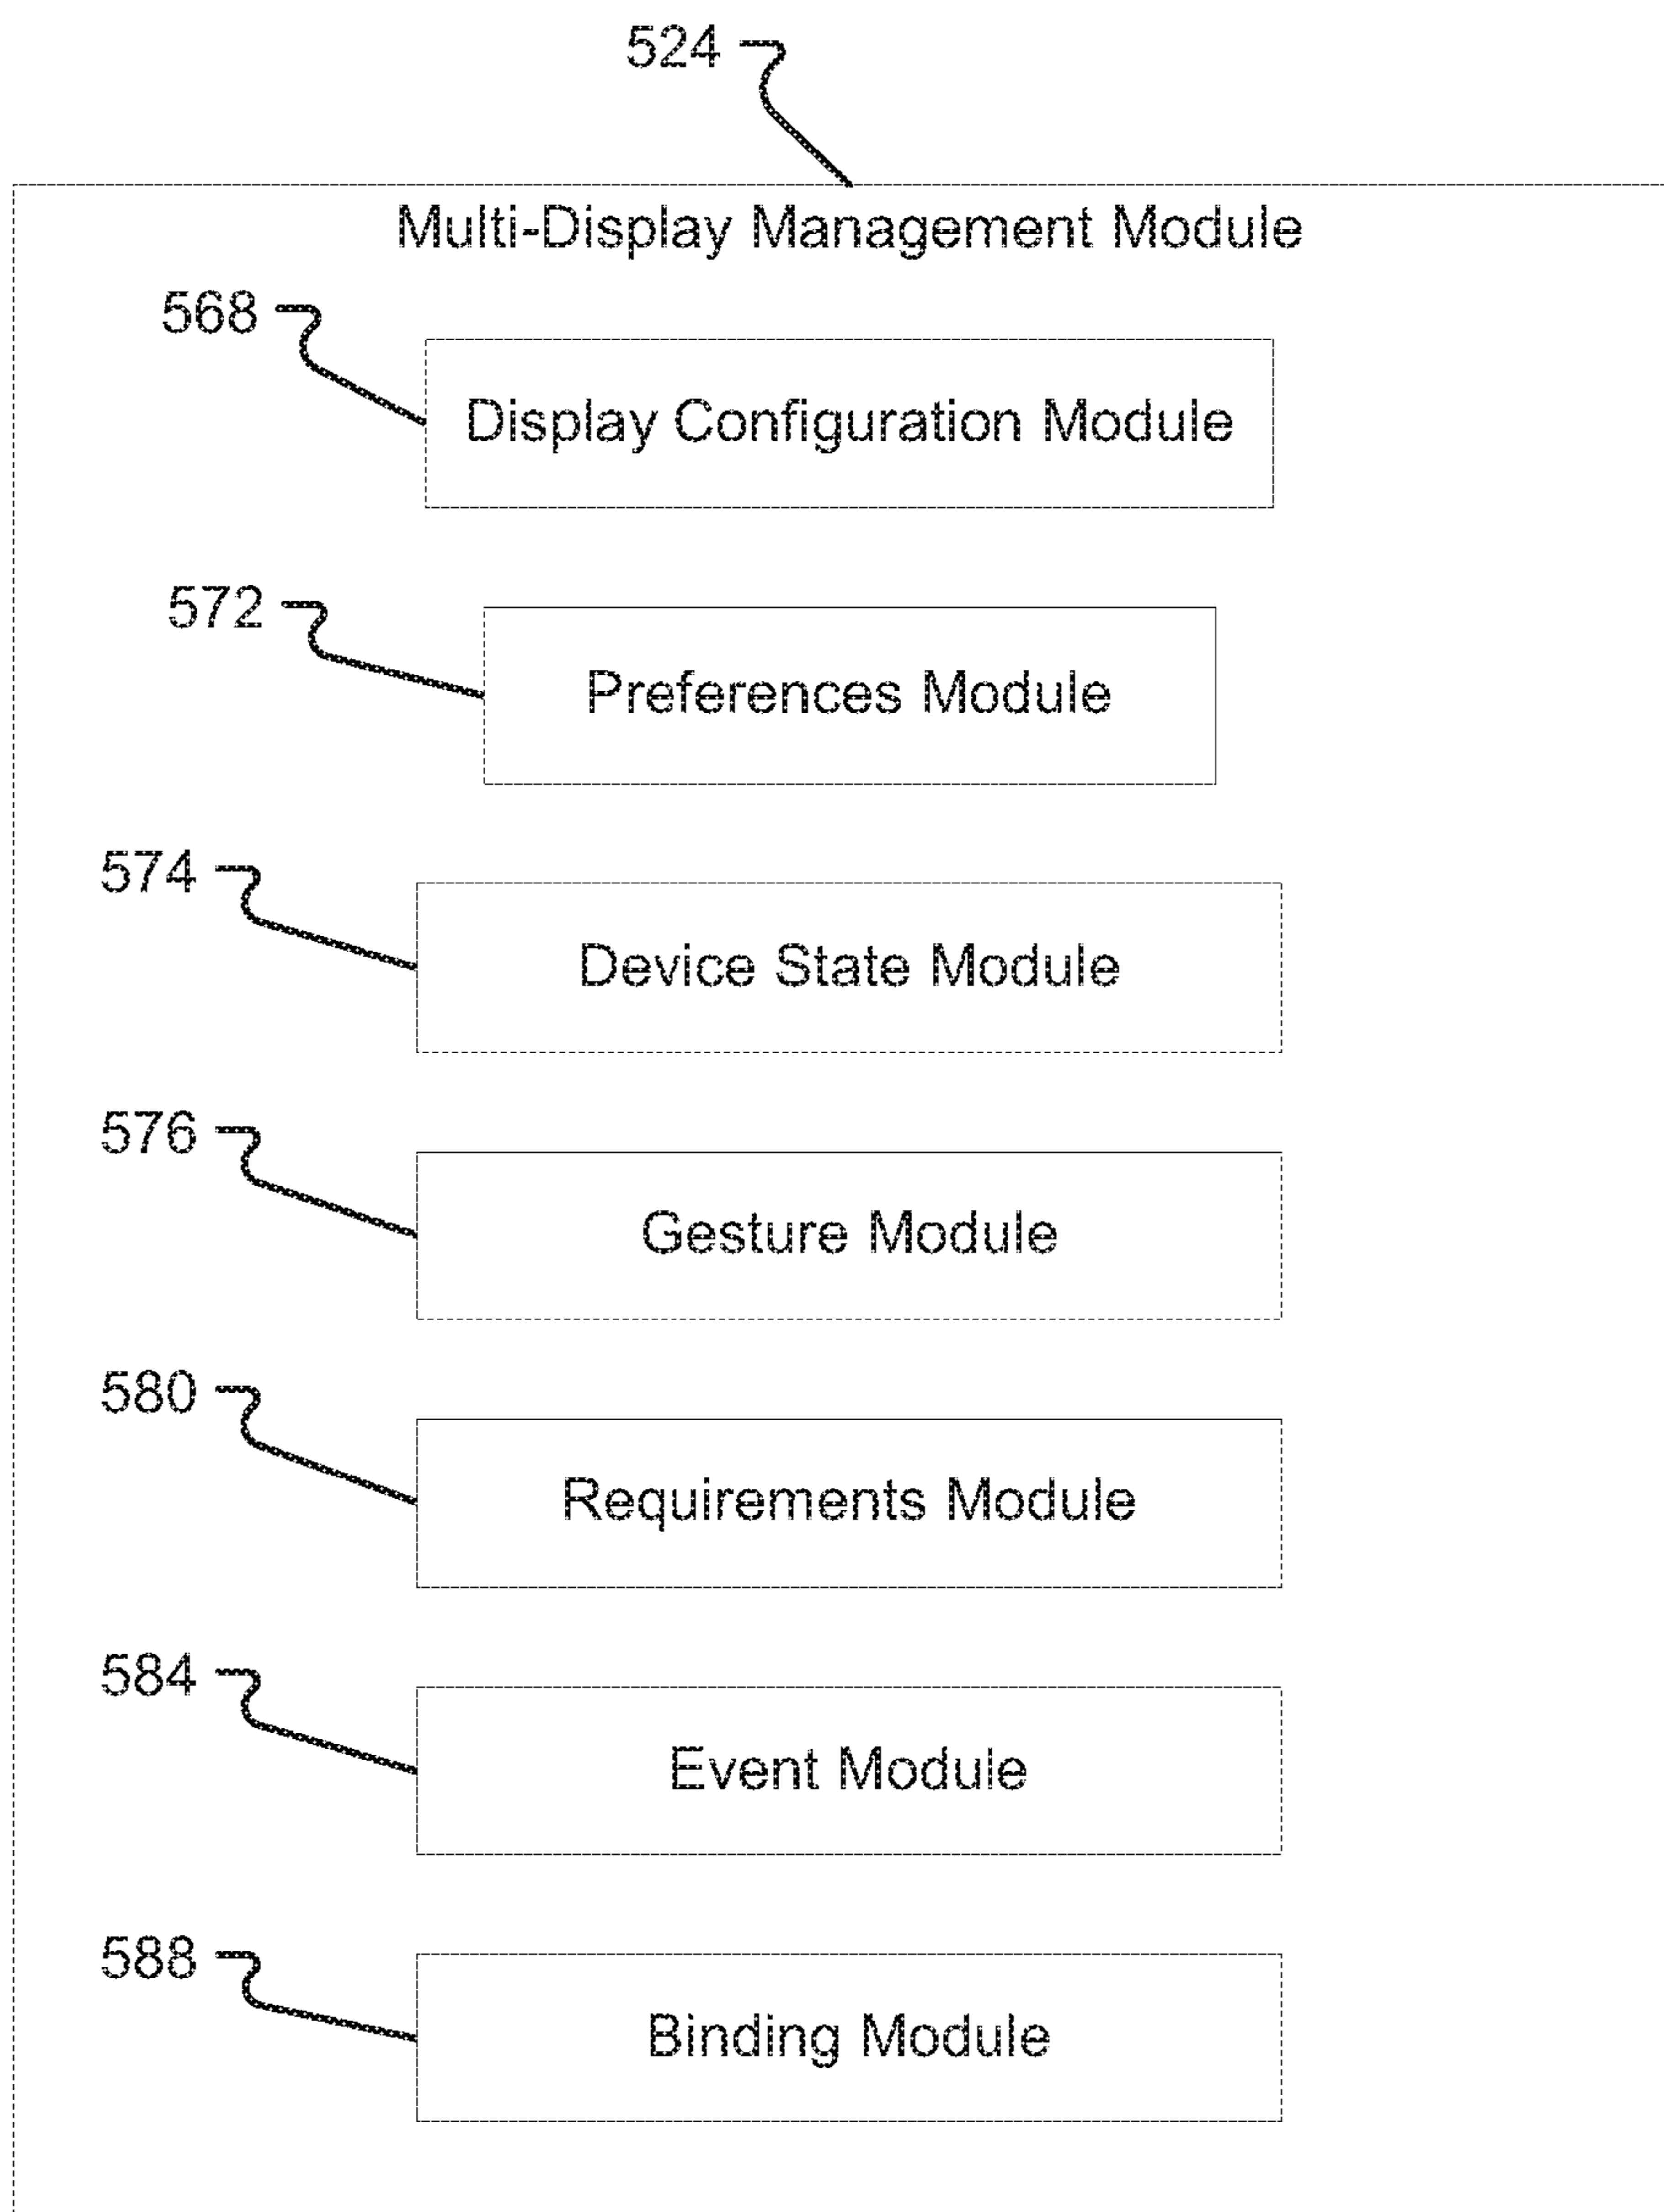 524
Multi-Display Management Module
568
Display Configuration Module
572
Preferences Module
574
Device State Module
576
Gesture Module
580
Requirements Module
584
Event Module
588
Binding Module